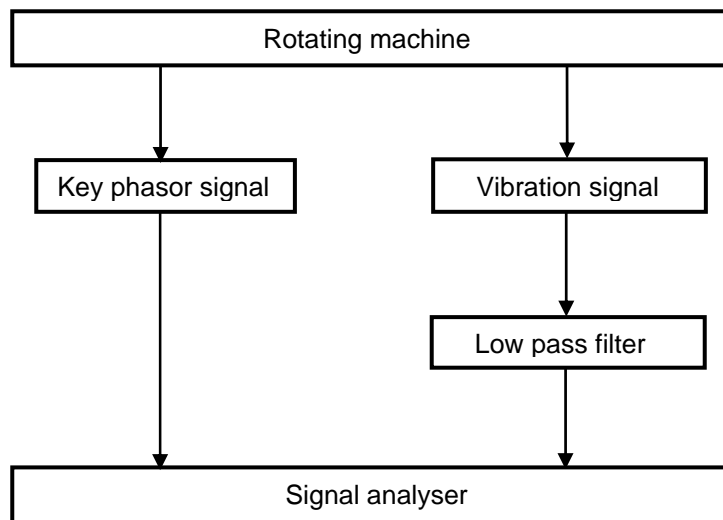 Rotating machine
Key phasor signal
Vibration signal
Low pass filter
Signal analyser